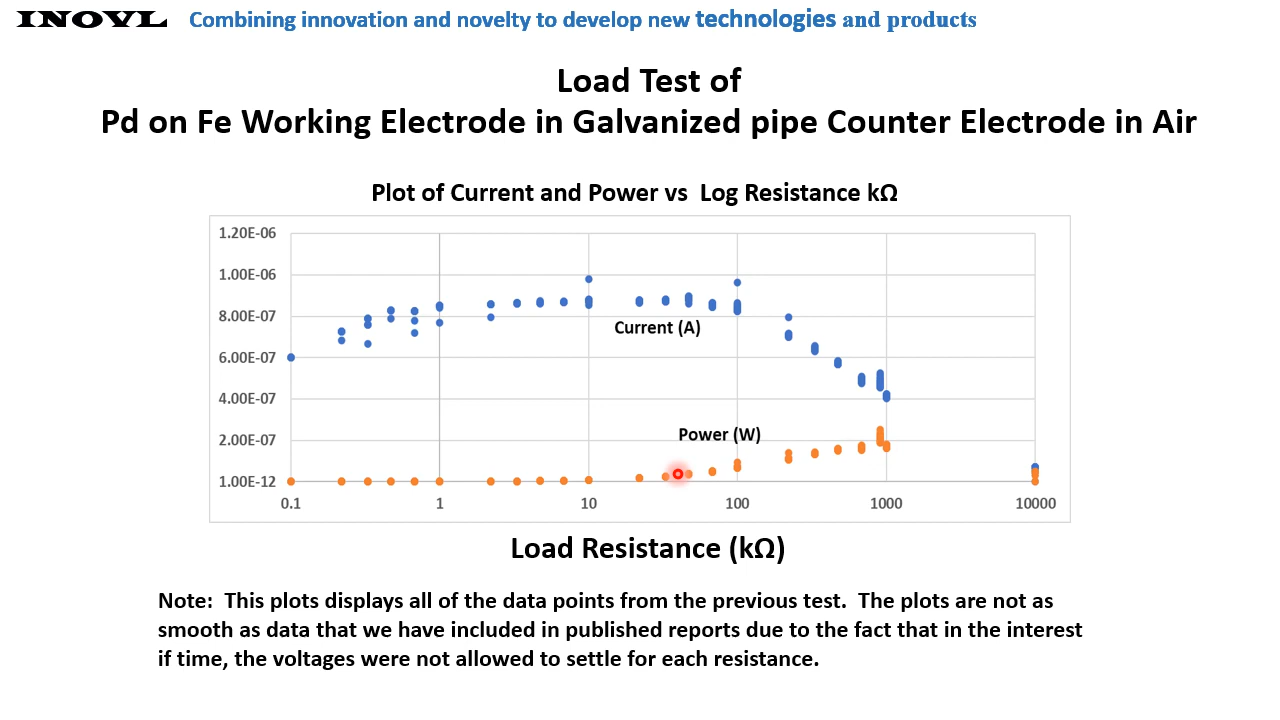 INOVL Combining innovation and novelty to develop new technologies and products
Load Test of
Pd on Fe Working Electrode in Galvanized pipe Counter Electrode in Air
Plot of Current and Power vs Log Resistance kΩ
1.20E-06
1.00E-06
8.00E-07
Current (A)
6.00E-07
4.00E-07
Power (W)
2.00E-07
1.00E-12
0.1 1 10 100 1000 10000
Load Resistance (kΩ)
Note: This plots displays all of the data points from the previous test. The plots are not as
smooth as data that we have included in published reports due to the fact that in the interest
if time, the voltages were not allowed to settle for each resistance.